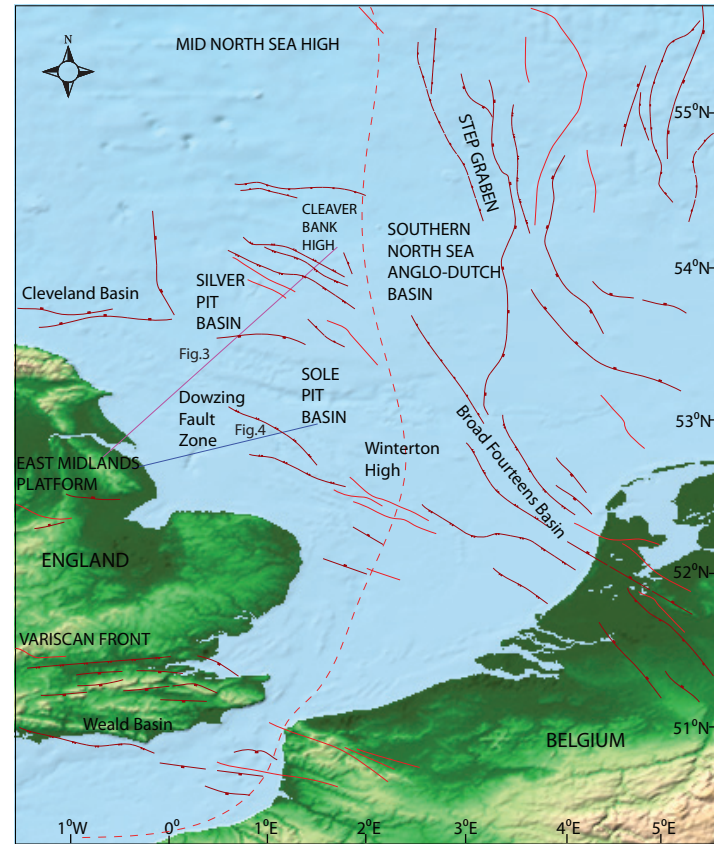 MID NORTH SEA HIGH
N
55°N
STEP GRABEN
CLEAVER
BANK
HIGH
SOUTHERN
NORTH SEA
ANGLO-DUTCH
BASIN
54°N
SILVER
PIT
BASIN
Cleveland Basin
Fig.3
SOLE
PIT
BASIN
Dowzing
Fault
Zone
Fig.4
53°N
Broad Fourteens Basin
Winterton
High
EAST MIDLANDS
PLATFORM
ENGLAND
52°N
VARISCAN FRONT
Weald Basin
51°N
BELGIUM
1°W
0°
1°E
2°E
3°E
4°E
5°E